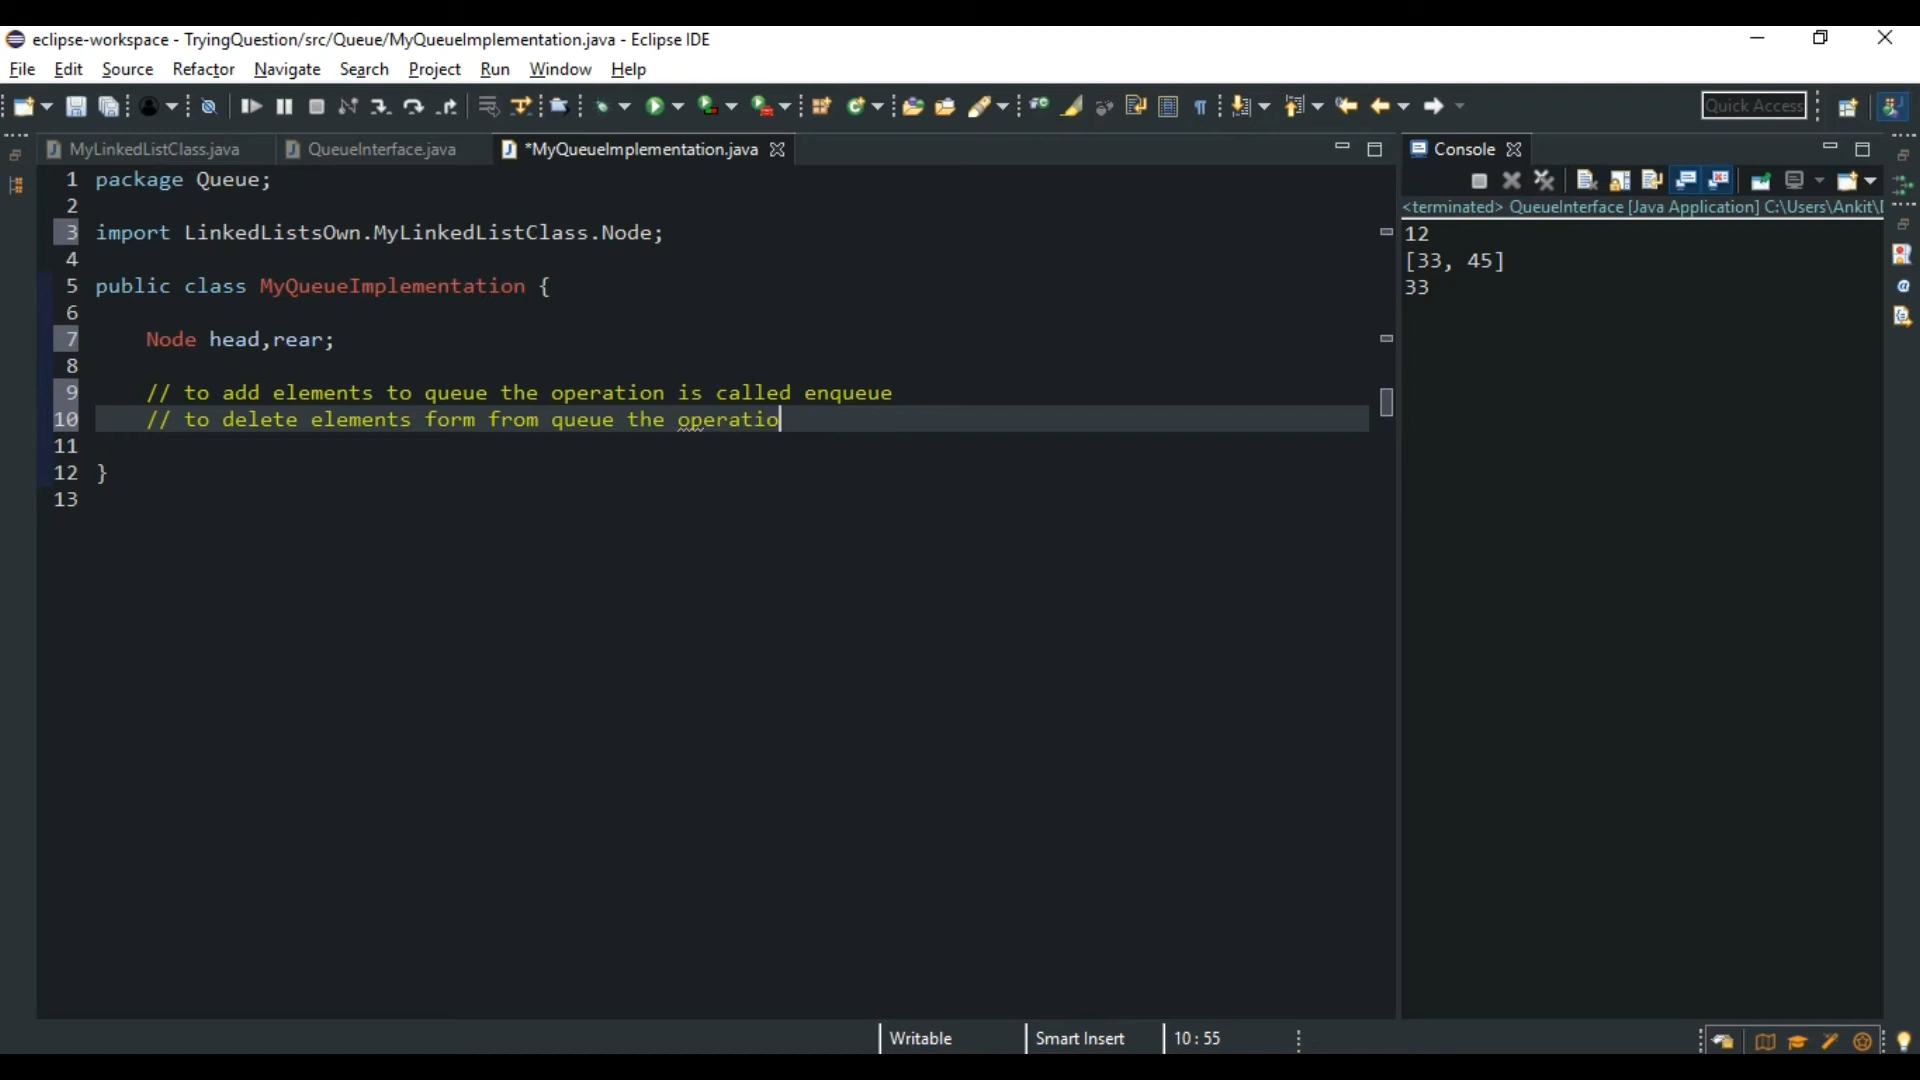 eclipse-workspace - TryingQuestion/src/Queue/MyQueueImplementation.java - Eclipse IDE
File Edit Source Refactor Navigate Search Project Run Window Help
Quick Access
MyLinkedListClass.java QueueInterface.java *MyQueueImplementation.java Console
1 package Queue;
2
3 import LinkedListsOwn.MyLinkedListClass.Node;
4
5 public class MyQueueImplementation {
6
7 Node head,rear;
8
9 // to add elements to queue the operation is called enqueue
10 // to delete elements form from queue the operatio
11
12 }
13
<terminated> QueueInterface [Java Application] C:\Users\Ankit\
12
[33, 45]
33
Writable Smart Insert 10 : 55